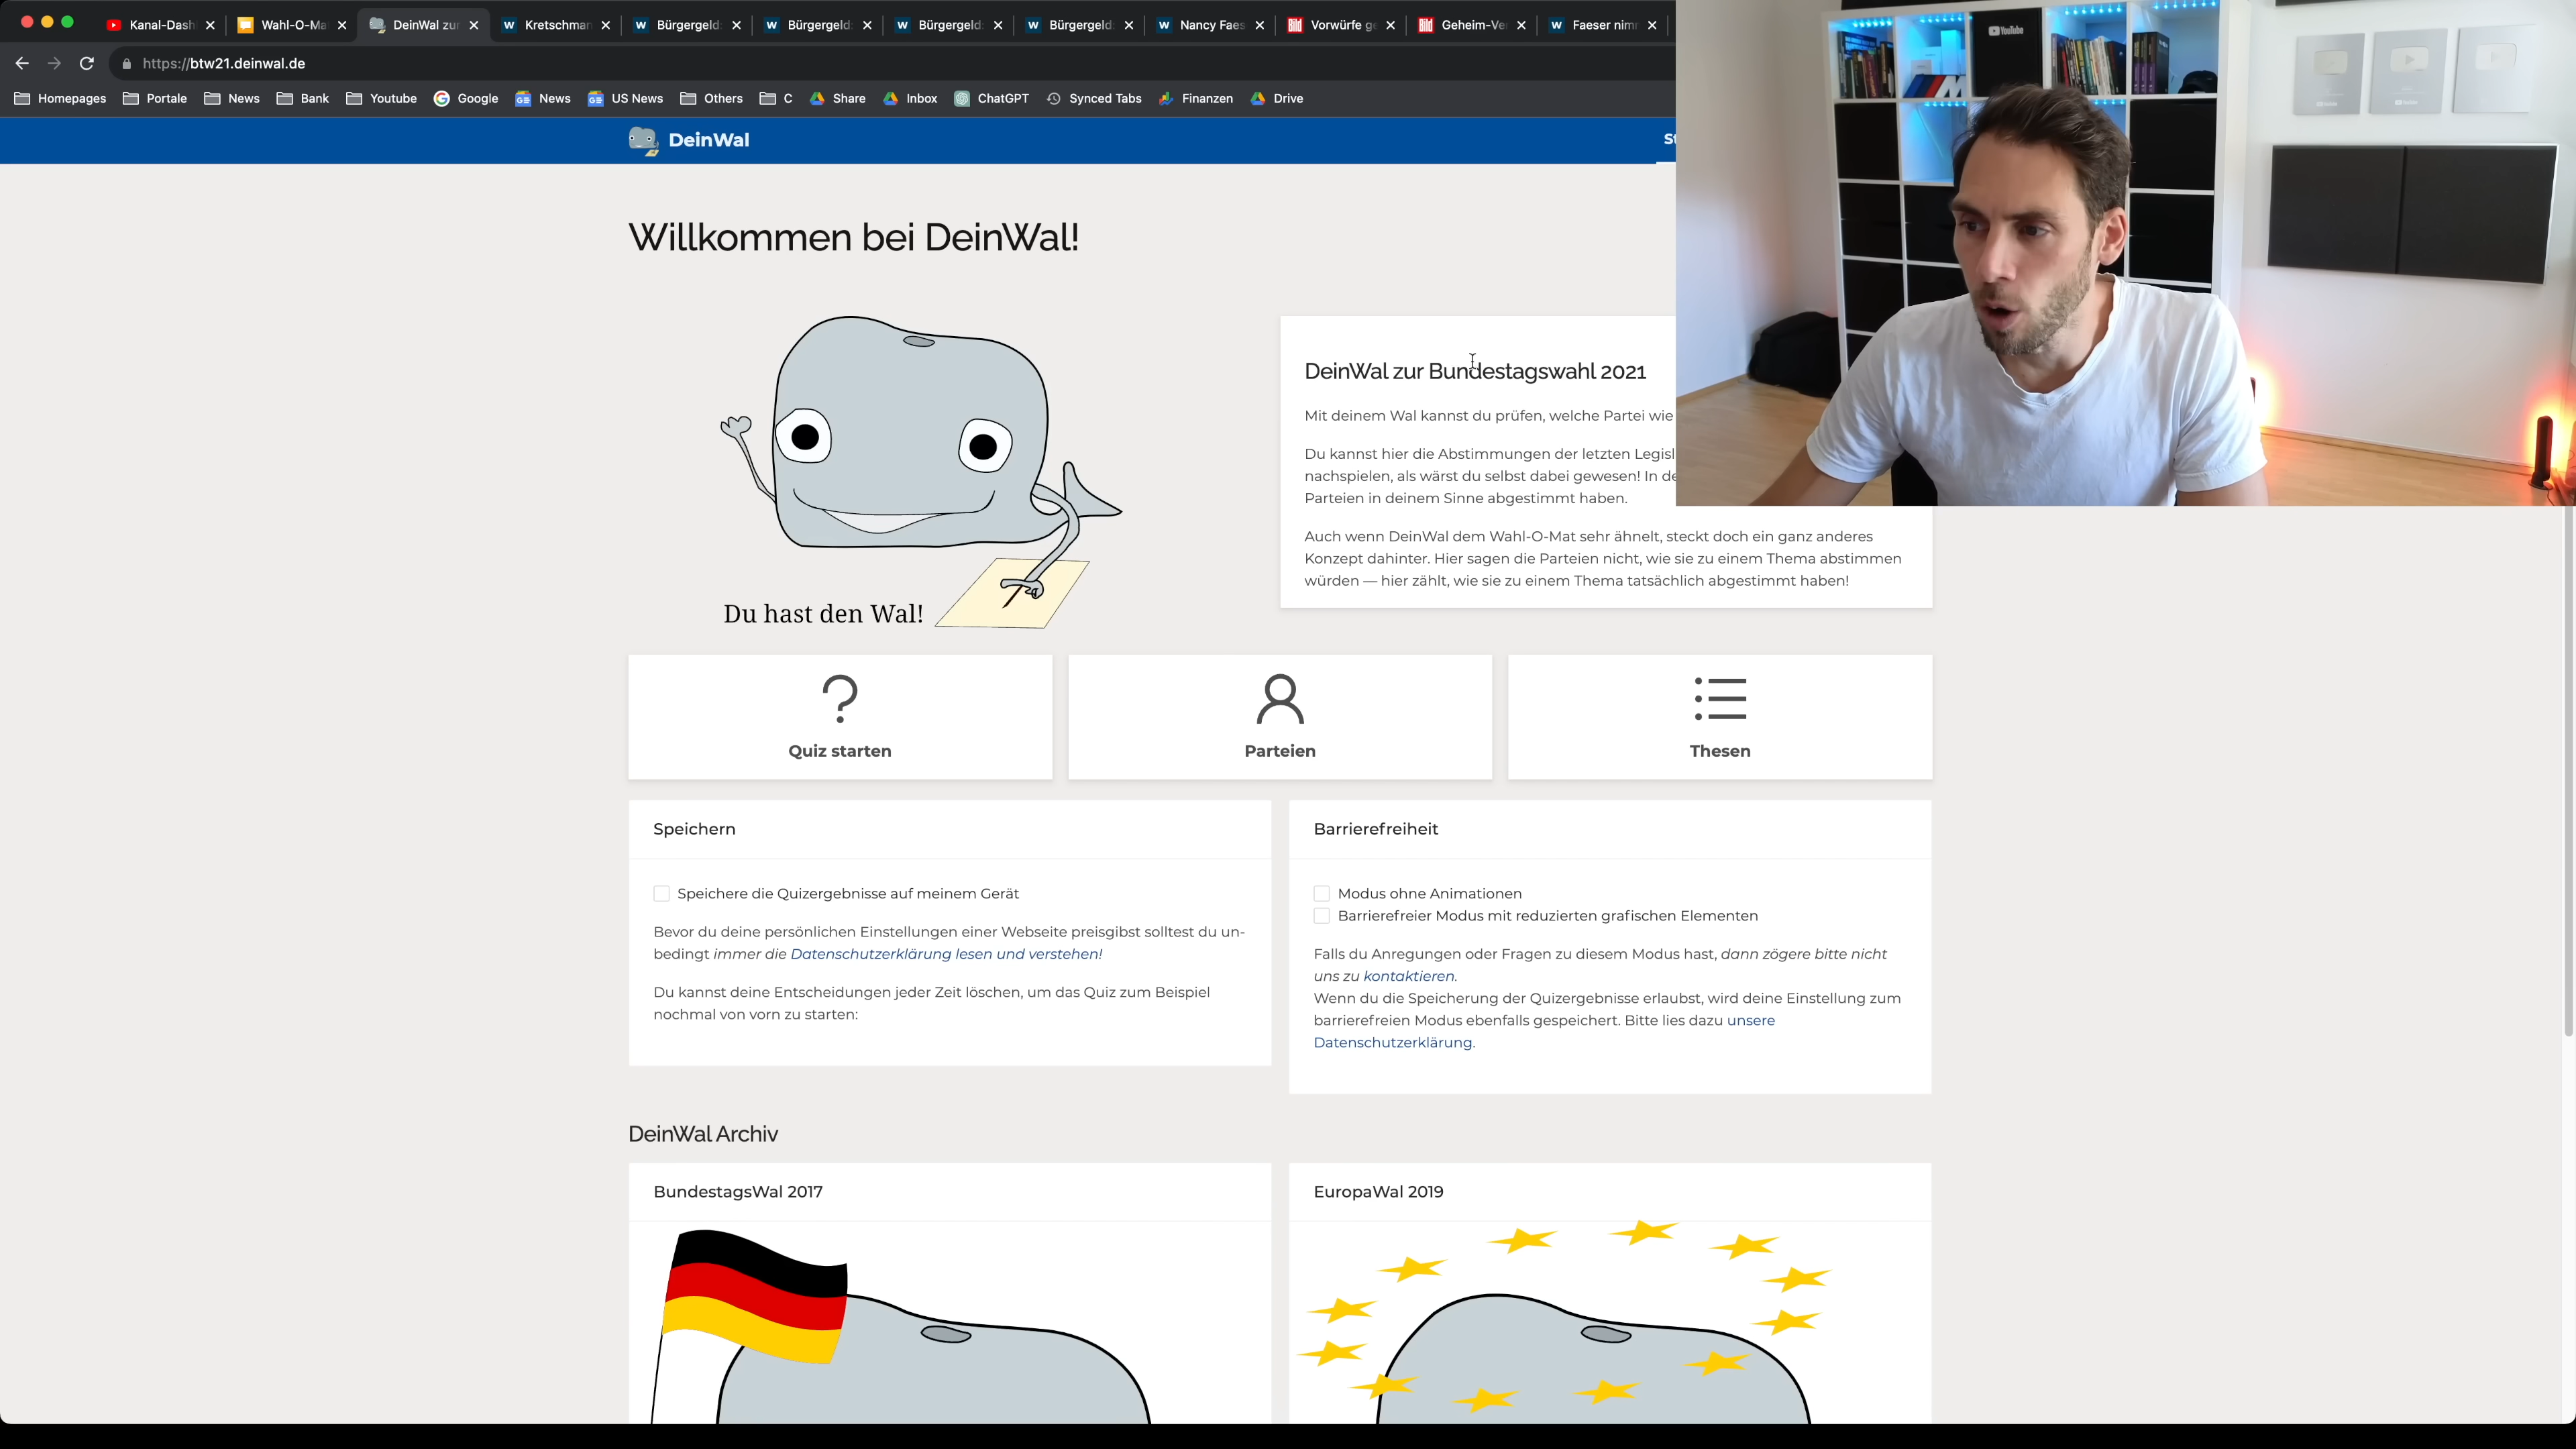 Kanal-Dash
Wahl-O-Ma
DeinWal zur
Kretschman
Bürgergeld:
Bürgergeld:
Bürgergeld:
Bürgergeld:
Nancy Faes
Vorwürfe ge
Geheim-Ver
Faeser nim
https://btw21.deinwal.de
Homepages
Portale
News
Bank
Youtube
Google
News
US News
Others
C
Share
Inbox
ChatGPT
Synced Tabs
Finanzen
Drive
YouTube
DeinWal
St
Willkommen bei DeinWal!
Du hast den Wal!
DeinWal zur Bundestagswahl 2021
Mit deinem Wal kannst du prüfen, welche Partei wie
Du kannst hier die Abstimmungen der letzten Legisl
nachspielen, als wärst du selbst dabei gewesen! In de
Parteien in deinem Sinne abgestimmt haben.
Auch wenn DeinWal dem Wahl-O-Mat sehr ähnelt, steckt doch ein ganz anderes
Konzept dahinter. Hier sagen die Parteien nicht, wie sie zu einem Thema abstimmen
würden — hier zählt, wie sie zu einem Thema tatsächlich abgestimmt haben!
Quiz starten
Parteien
Thesen
Speichern
Speichere die Quizergebnisse auf meinem Gerät
Bevor du deine persönlichen Einstellungen einer Webseite preisgibst solltest du un-
bedingt immer die Datenschutzerklärung lesen und verstehen!
Du kannst deine Entscheidungen jeder Zeit löschen, um das Quiz zum Beispiel
nochmal von vorn zu starten:
Barrierefreiheit
Modus ohne Animationen
Barrierefreier Modus mit reduzierten grafischen Elementen
Falls du Anregungen oder Fragen zu diesem Modus hast, dann zögere bitte nicht
uns zu kontaktieren.
Wenn du die Speicherung der Quizergebnisse erlaubst, wird deine Einstellung zum
barrierefreien Modus ebenfalls gespeichert. Bitte lies dazu unsere
Datenschutzerklärung.
DeinWal Archiv
BundestagsWal 2017
EuropaWal 2019